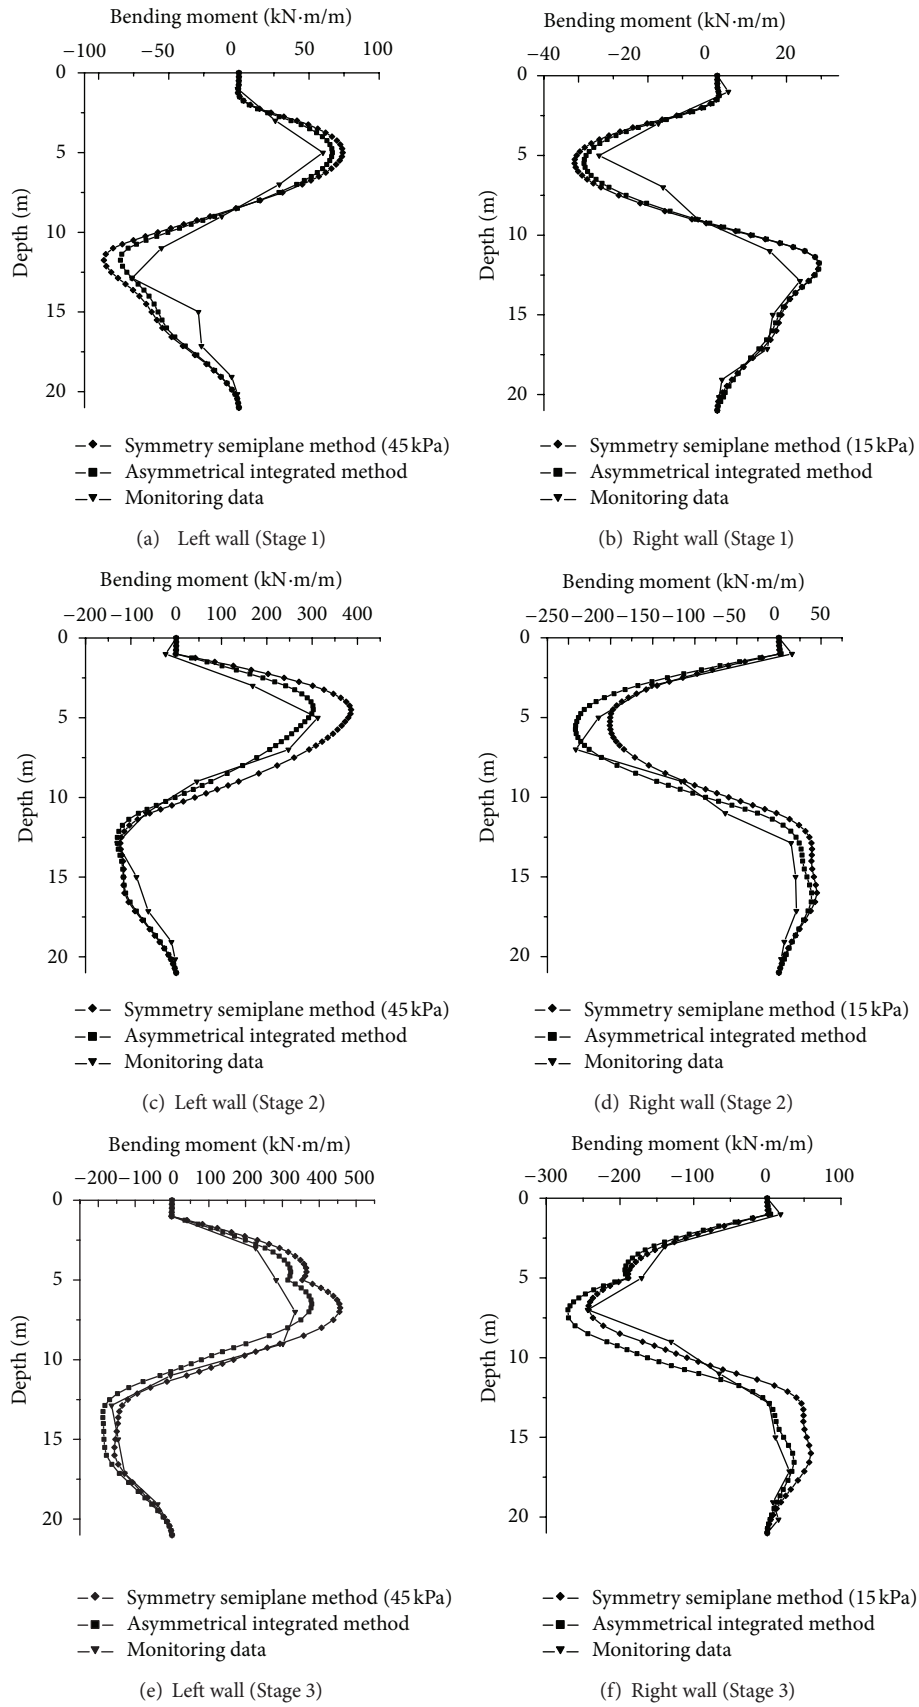 Bending moment (kN·m/m)
−100 −50 0 50 100
0
5
10
15
20
Depth (m)
Symmetry semiplane method (45 kPa)
Asymmetrical integrated method
Monitoring data
(a) Left wall (Stage 1)
Bending moment (kN·m/m)
−40 −20 0 20
0
5
10
15
20
Depth (m)
Symmetry semiplane method (15 kPa)
Asymmetrical integrated method
Monitoring data
(b) Right wall (Stage 1)
Bending moment (kN·m/m)
−200 −100 0 100 200 300 400
0
5
10
15
20
Depth (m)
Symmetry semiplane method (45 kPa)
Asymmetrical integrated method
Monitoring data
(c) Left wall (Stage 2)
Bending moment (kN·m/m)
−250 −200 −150 −100 −50 0 50
0
5
10
15
20
Depth (m)
Symmetry semiplane method (15 kPa)
Asymmetrical integrated method
Monitoring data
(d) Right wall (Stage 2)
Bending moment (kN·m/m)
−200 −100 0 100 200 300 400 500
0
5
10
15
20
Depth (m)
Symmetry semiplane method (45 kPa)
Asymmetrical integrated method
Monitoring data
(e) Left wall (Stage 3)
Bending moment (kN·m/m)
−300 −200 −100 0 100
0
5
10
15
20
Depth (m)
Symmetry semiplane method (15 kPa)
Asymmetrical integrated method
Monitoring data
(f) Right wall (Stage 3)